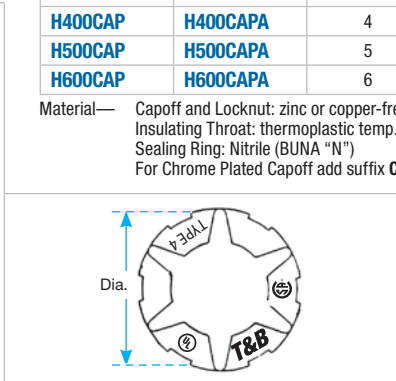 H400CAP H400CAPA 4
H500CAP H500CAPA 5
H600CAP H600CAPA 6
Material— Capoff and Locknut: zinc or copper-fre
Insulating Throat: thermoplastic temp.
Sealing Ring: Nitrile (BUNA “N”)
For Chrome Plated Capoff add suffix C
TYPE 4
Dia.
UL
T&B